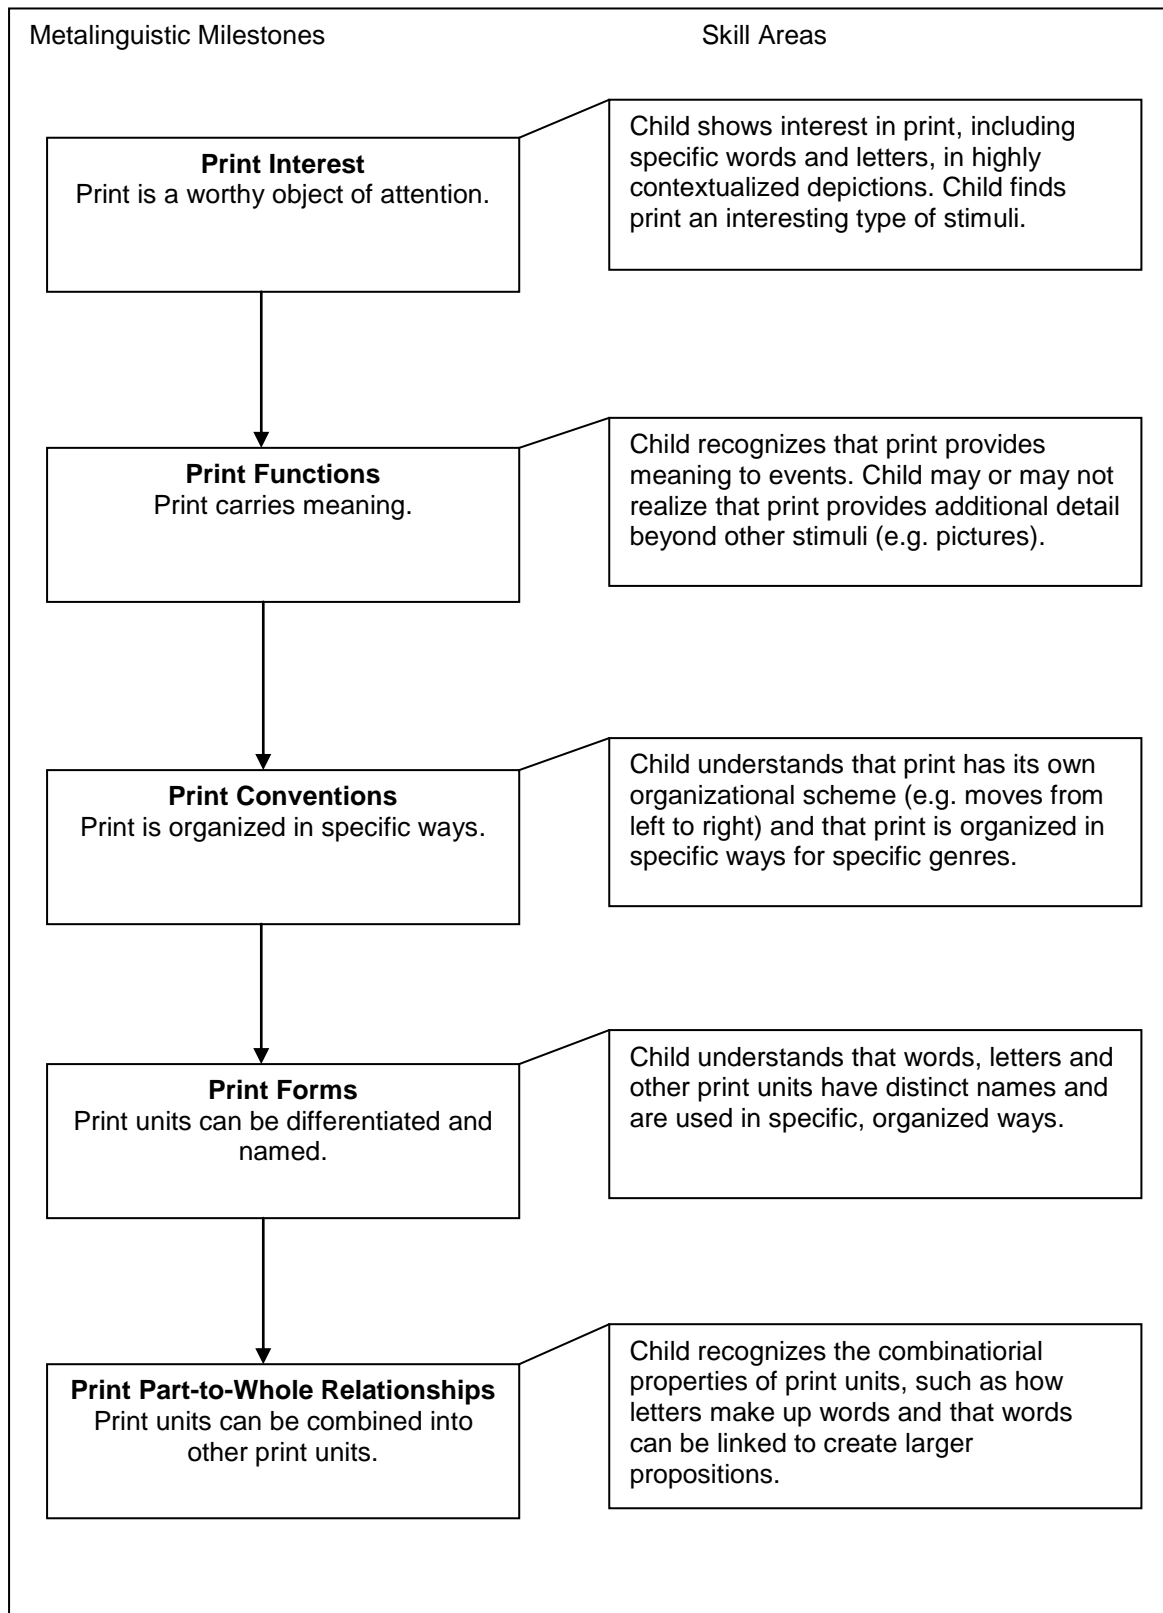 Metalinguistic Milestones
Skill Areas
Print Interest
Print is a worthy object of attention.
Child shows interest in print, including
specific words and letters, in highly
contextualized depictions. Child finds
print an interesting type of stimuli.
Print Functions
Print carries meaning.
Child recognizes that print provides
meaning to events. Child may or may not
realize that print provides additional detail
beyond other stimuli (e.g. pictures).
Print Conventions
Print is organized in specific ways.
Child understands that print has its own
organizational scheme (e.g. moves from
left to right) and that print is organized in
specific ways for specific genres.
Print Forms
Print units can be differentiated and
named.
Child understands that words, letters and
other print units have distinct names and
are used in specific, organized ways.
Print Part-to-Whole Relationships
Print units can be combined into
other print units.
Child recognizes the combinatiorial
properties of print units, such as how
letters make up words and that words
can be linked to create larger
propositions.